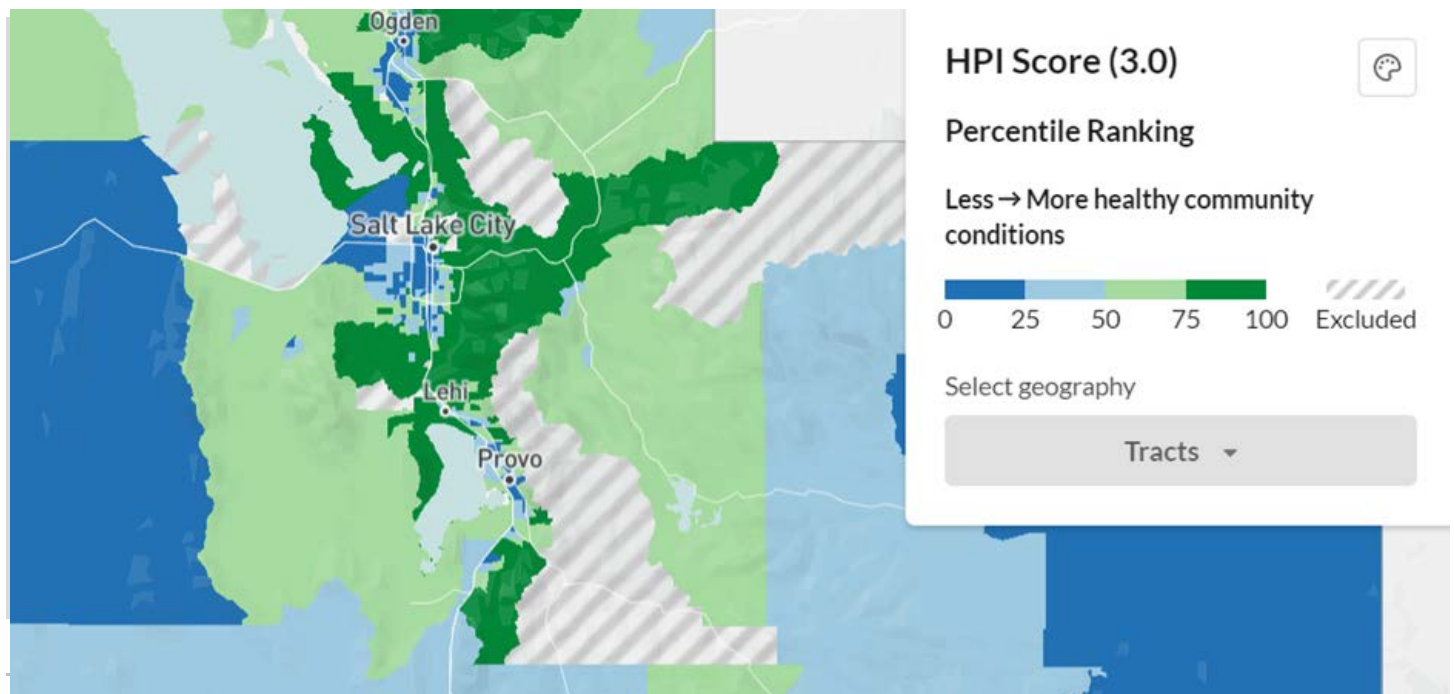 Ogden
Salt Lake City
Lehi
Provo
HPI Score (3.0)
Percentile Ranking
Less → More healthy community
conditions
0 25 50 75 100 Excluded
Select geography
Tracts